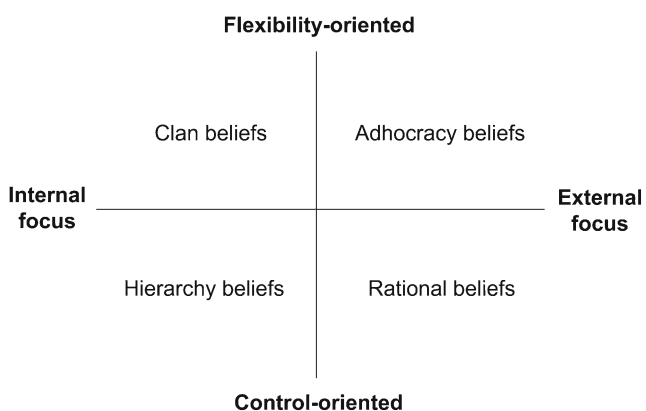 Flexibility-oriented
Clan beliefs
Adhocracy beliefs
Internal
focus
External
focus
Hierarchy beliefs
Rational beliefs
Control-oriented